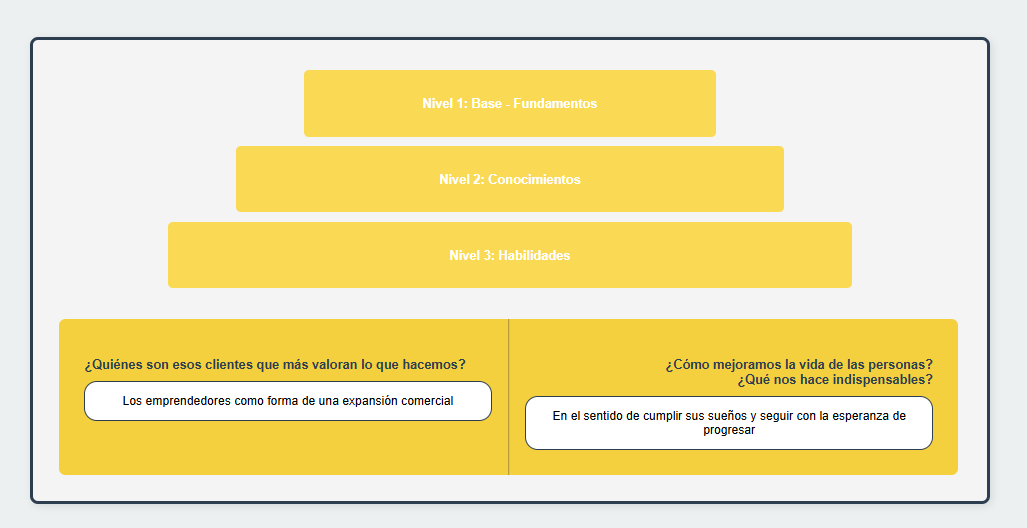 Nivel 1: Base - Fundamentos
Nivel 2: Conocimientos
Nivel 3: Habilidades
¿Quiénes son esos clientes que más valoran lo que hacemos?
Los emprendedores como forma de una expansión comercial
¿Cómo mejoramos la vida de las personas?
¿Qué nos hace indispensables?
En el sentido de cumplir sus sueños y seguir con la esperanza de
progresar